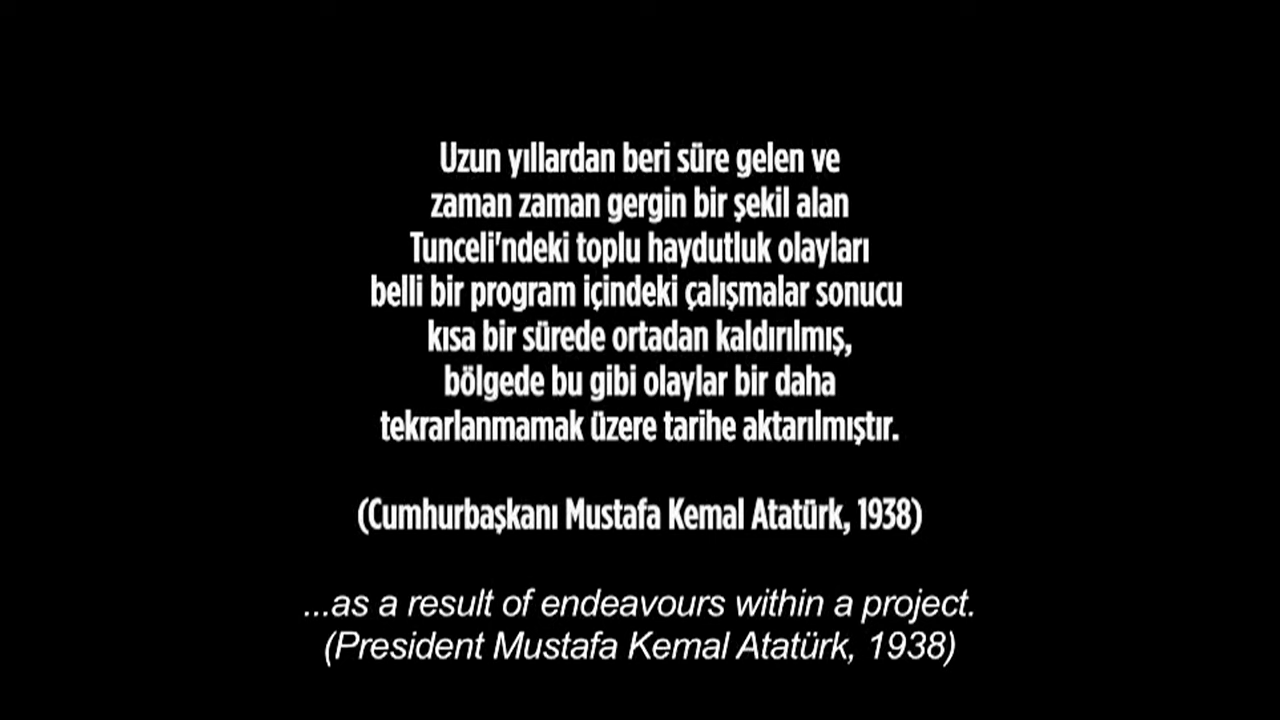 Uzun yıllardan beri süre gelen ve
zaman zaman gergin bir şekil alan
Tunceli'ndeki toplu haydutluk olayları
belli bir program içindeki çalışmalar sonucu
kısa bir sürede ortadan kaldırılmış,
bölgede bu gibi olaylar bir daha
tekrarlanmamak üzere tarihe aktarılmıştır.
(Cumhurbaşkanı Mustafa Kemal Atatürk, 1938)
...as a result of endeavours within a project.
(President Mustafa Kemal Atatürk, 1938)